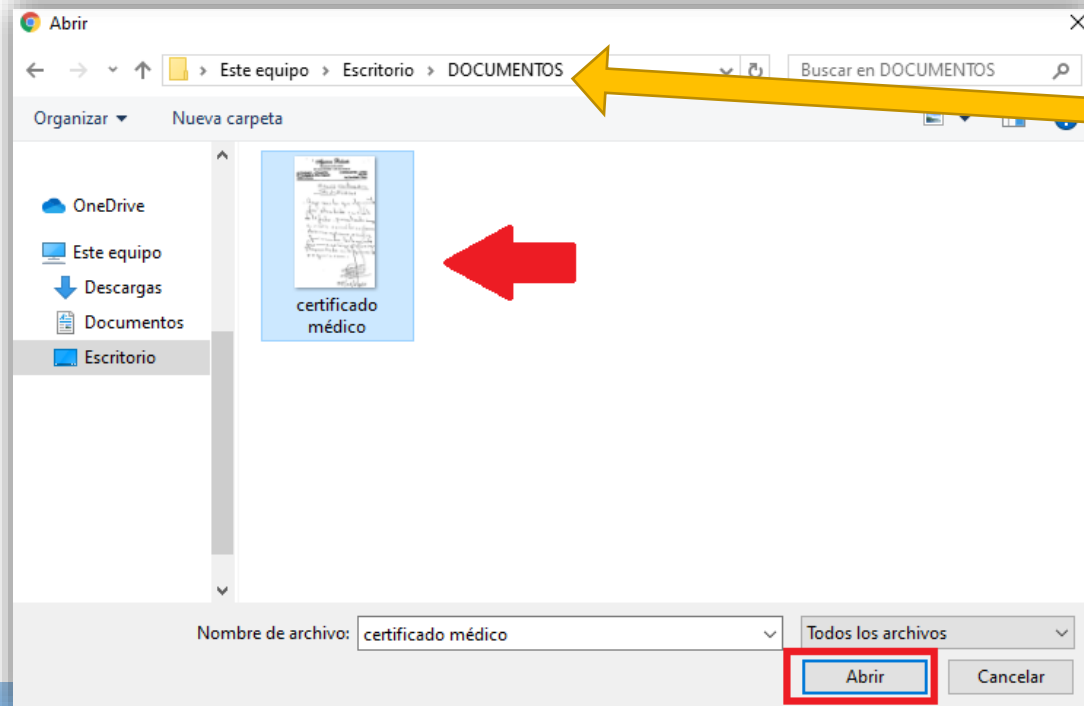 Abrir
Este equipo > Escritorio > DOCUMENTOS
Buscar en DOCUMENTOS
Organizar
Nueva carpeta
OneDrive
Este equipo
Descargas
Documentos
Escritorio
certificado
médico
Nombre de archivo: certificado médico
Todos los archivos
Abrir
Cancelar